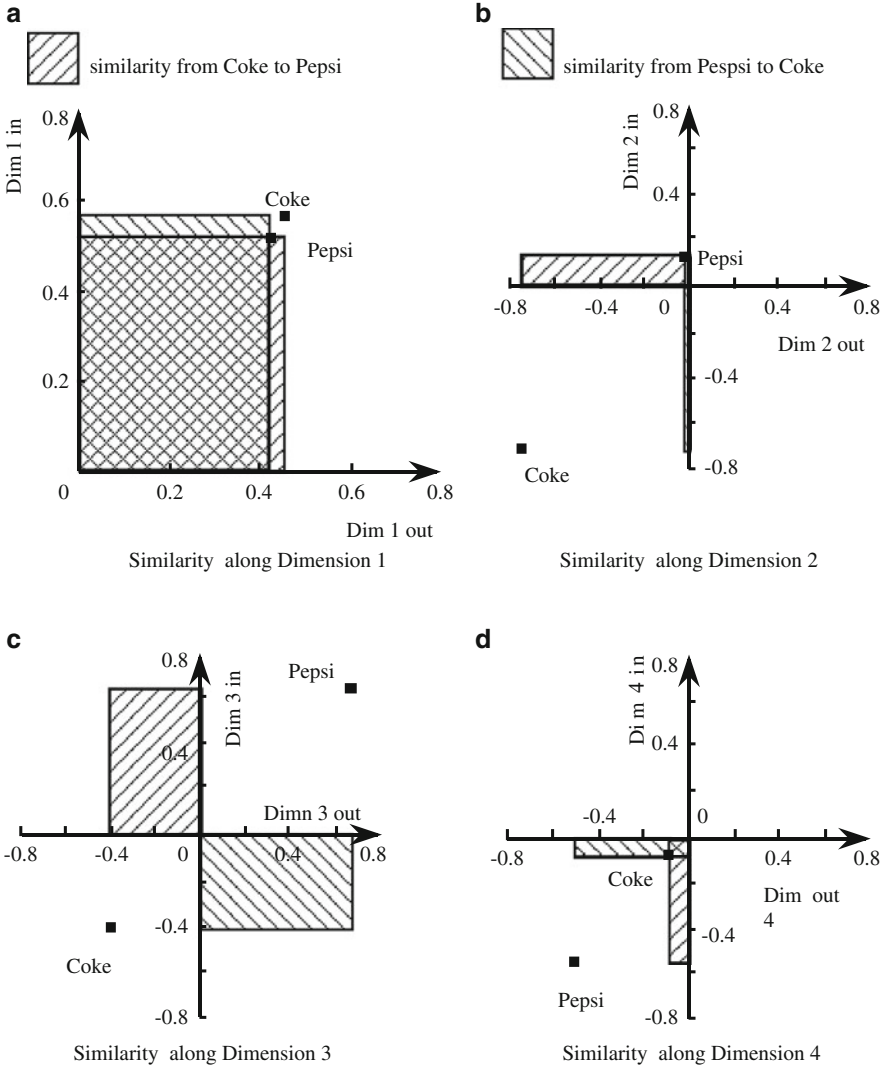 a
similarity from Coke to Pepsi
Dim 1 in
0.8
0.6
0.4
0.2
0
0.2
0.4
0.6
0.8
Coke
Pepsi
Dim 1 out
Similarity along Dimension 1
b
similarity from Pespsi to Coke
Dim 2 in
0.8
0.4
Pepsi
-0.8
-0.4
0
0.4
0.8
Dim 2 out
-0.4
-0.8
Coke
Similarity along Dimension 2
c
0.8
Dim 3 in
Pepsi
0.4
Dimn 3 out
-0.8
-0.4
0
0.4
0.8
-0.4
Coke
-0.8
Similarity along Dimension 3
d
Di m 4 in
0.8
0.4
-0.4
0
-0.8
0.4
0.8
Coke
Dim out
4
-0.4
Pepsi
-0.8
Similarity along Dimension 4